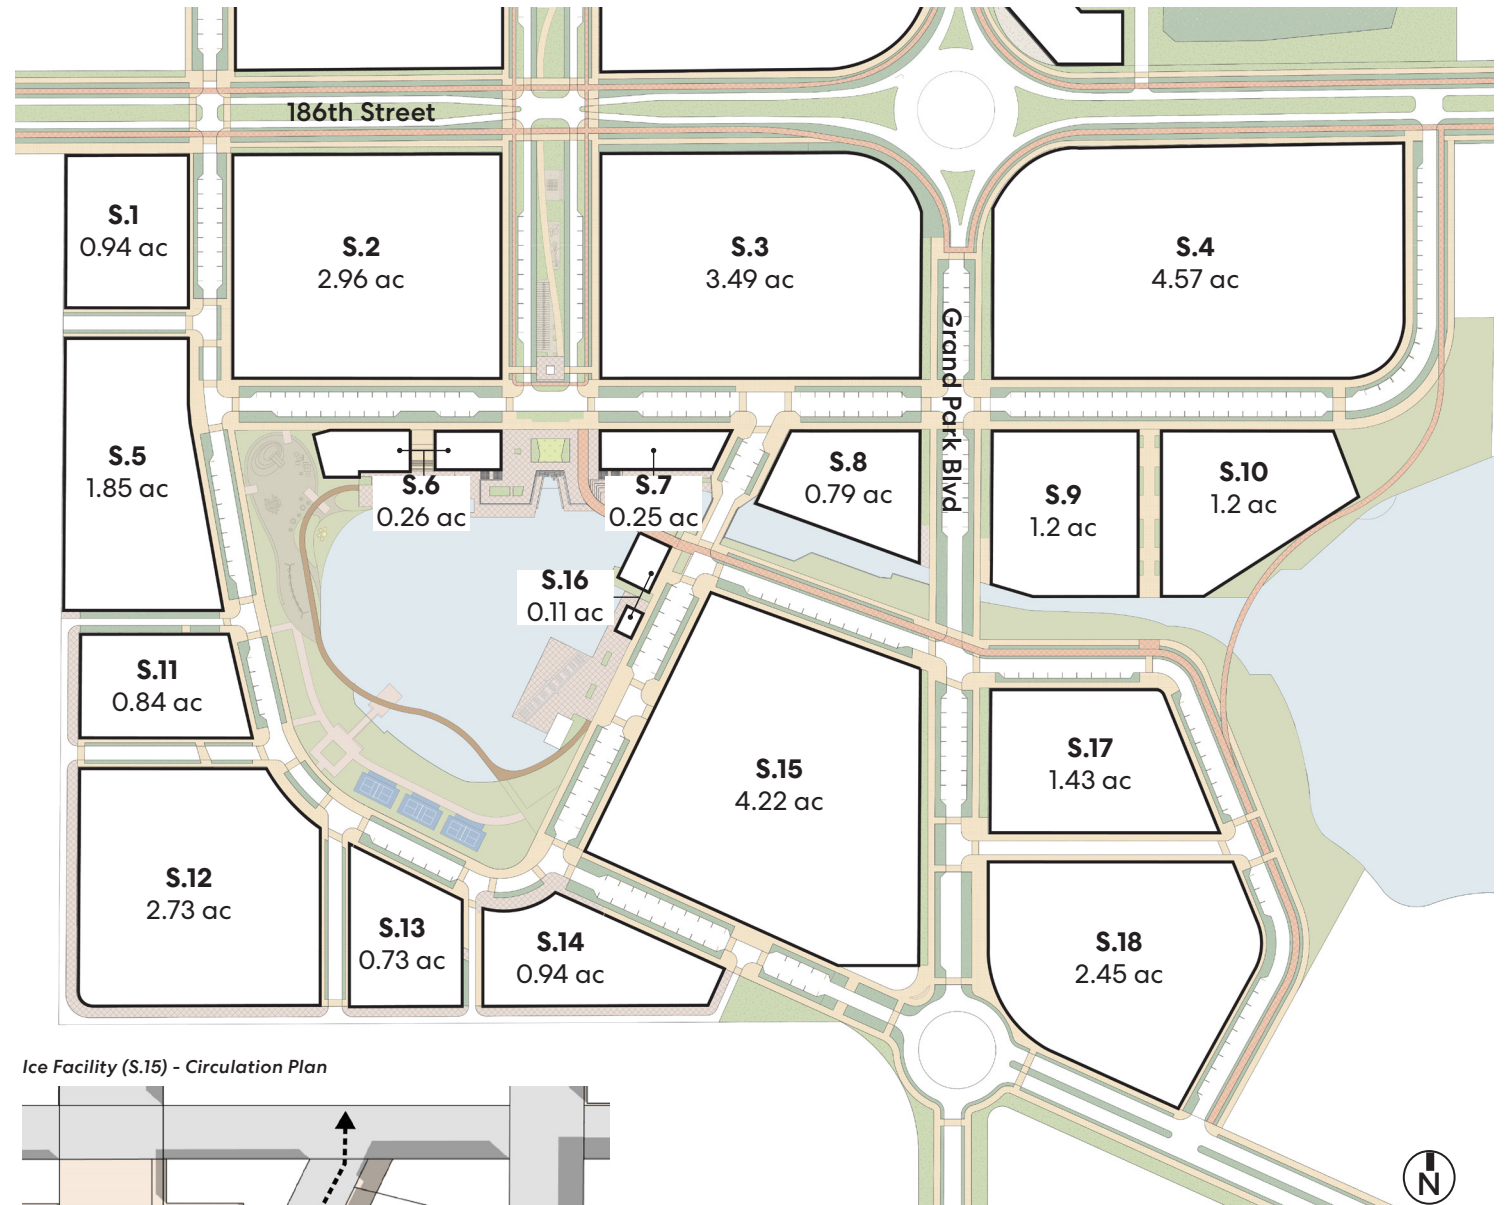 186th Street
S.1
0.94 ac
S.2
2.96 ac
S.3
3.49 ac
S.4
4.57 ac
Grand Park Blvd
S.5
1.85 ac
S.6
0.26 ac
S.7
0.25 ac
S.8
0.79 ac
S.9
1.2 ac
S.10
1.2 ac
S.16
0.11 ac
S.11
0.84 ac
S.15
4.22 ac
S.17
1.43 ac
S.12
2.73 ac
S.13
0.73 ac
S.14
0.94 ac
S.18
2.45 ac
Ice Facility (S.15) - Circulation Plan
N